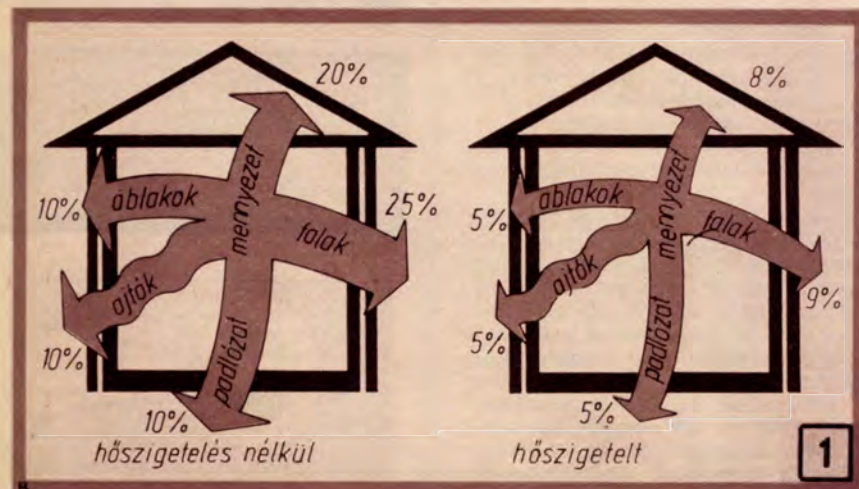 20%
mennyezet
10%
ablakok
25%
falak
ajtók
10%
padlózat
10%
hőszigetelés nélkül
8%
mennyezet
5%
ablakok
falak
9%
ajtók
5%
padlózat
5%
hőszigetelt
1